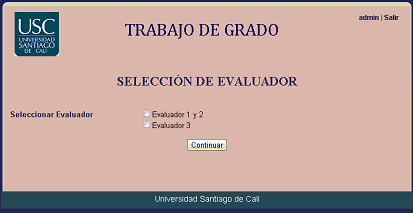 USC
UNIVERSIDAD
SANTIAGO
DE CALI
TRABAJO DE GRADO
admin | Salir
SELECCIÓN DE EVALUADOR
Seleccionar Evaluador
Evaluador 1 y 2
Evaluador 3
Continuar
Universidad Santiago de Cali